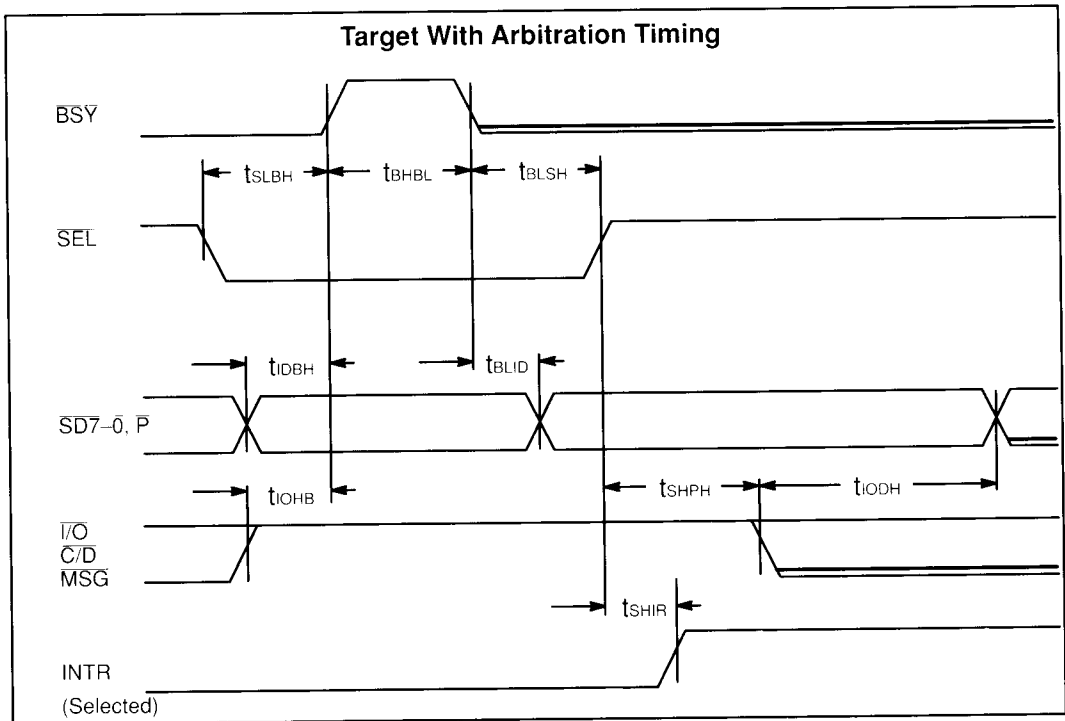 Target With Arbitration Timing
BSY
tSLBH tBHBL tBLSH
SEL
tIDBH tBLID
SD7–0, P
tIOHB tSHPH tIODH
I/O
C/D
MSG
tSHIR
INTR
(Selected)